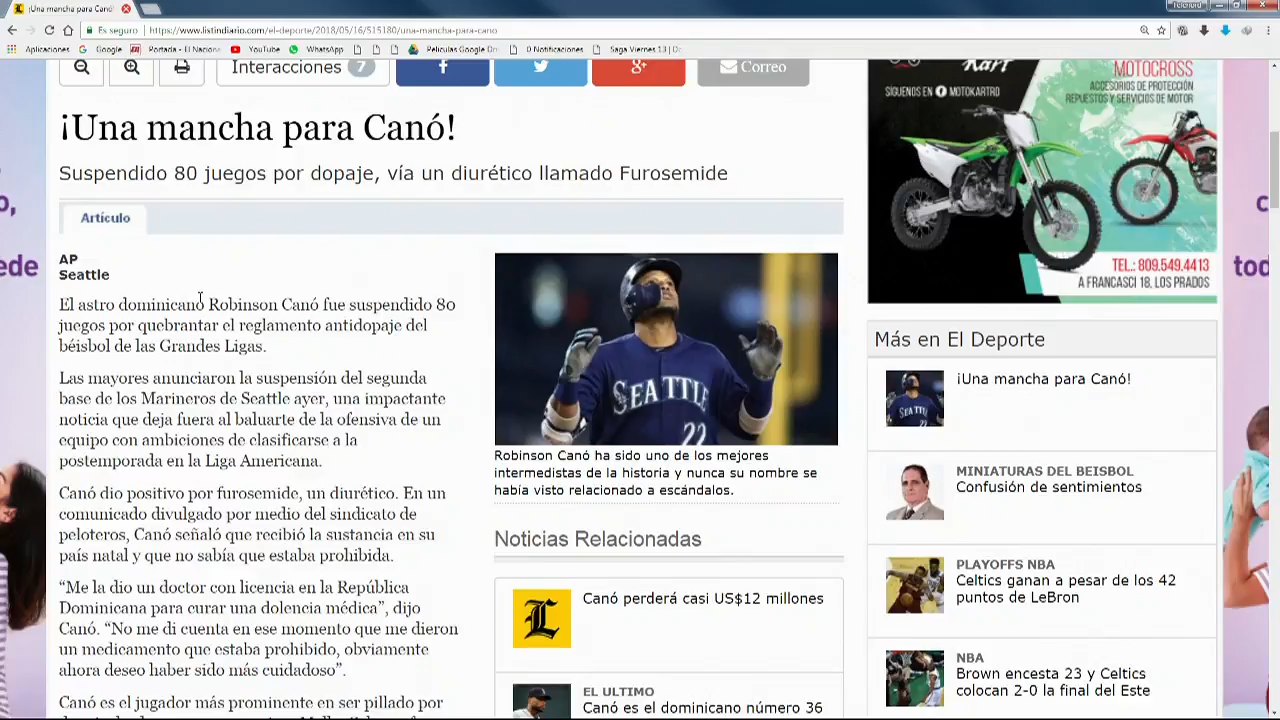 ¡Una mancha para Canó!
Telenord
Es seguro
https://www.listindiario.com/el-deporte/2018/05/16/515180/una-mancha-para-cano
Aplicaciones
Google
Portada - El Naciona
YouTube
WhatsApp
Peliculas Google Dri
0 Notificaciones
Saga Viernes 13 | De
Interacciones 7
Correo
¡Una mancha para Canó!
Suspendido 80 juegos por dopaje, vía un diurético llamado Furosemide
Artículo
AP
Seattle
El astro dominicano Robinson Canó fue suspendido 80
juegos por quebrantar el reglamento antidopaje del
béisbol de las Grandes Ligas.
Las mayores anunciaron la suspensión del segunda
base de los Marineros de Seattle ayer, una impactante
noticia que deja fuera al baluarte de la ofensiva de un
equipo con ambiciones de clasificarse a la
postemporada en la Liga Americana.
Canó dio positivo por furosemide, un diurético. En un
comunicado divulgado por medio del sindicato de
peloteros, Canó señaló que recibió la sustancia en su
país natal y que no sabía que estaba prohibida.
“Me la dio un doctor con licencia en la República
Dominicana para curar una dolencia médica”, dijo
Canó. “No me di cuenta en ese momento que me dieron
un medicamento que estaba prohibido, obviamente
ahora deseo haber sido más cuidadoso”.
Canó es el jugador más prominente en ser pillado por
SEATTLE
22
Robinson Canó ha sido uno de los mejores
intermedistas de la historia y nunca su nombre se
había visto relacionado a escándalos.
Noticias Relacionadas
L
Canó perderá casi US$12 millones
EL ULTIMO
Canó es el dominicano número 36
Kart
SÍGUENOS EN MOTOKARTRD
MOTOCROSS
ACCESORIOS DE PROTECCIÓN
REPUESTOS Y SERVICIOS DE MOTOR
TEL.: 809.549.4413
A FRANCASCI 18, LOS PRADOS
Más en El Deporte
SEATTLE
¡Una mancha para Canó!
MINIATURAS DEL BEISBOL
Confusión de sentimientos
PLAYOFFS NBA
Celtics ganan a pesar de los 42
puntos de LeBron
NBA
Brown encesta 23 y Celtics
colocan 2-0 la final del Este